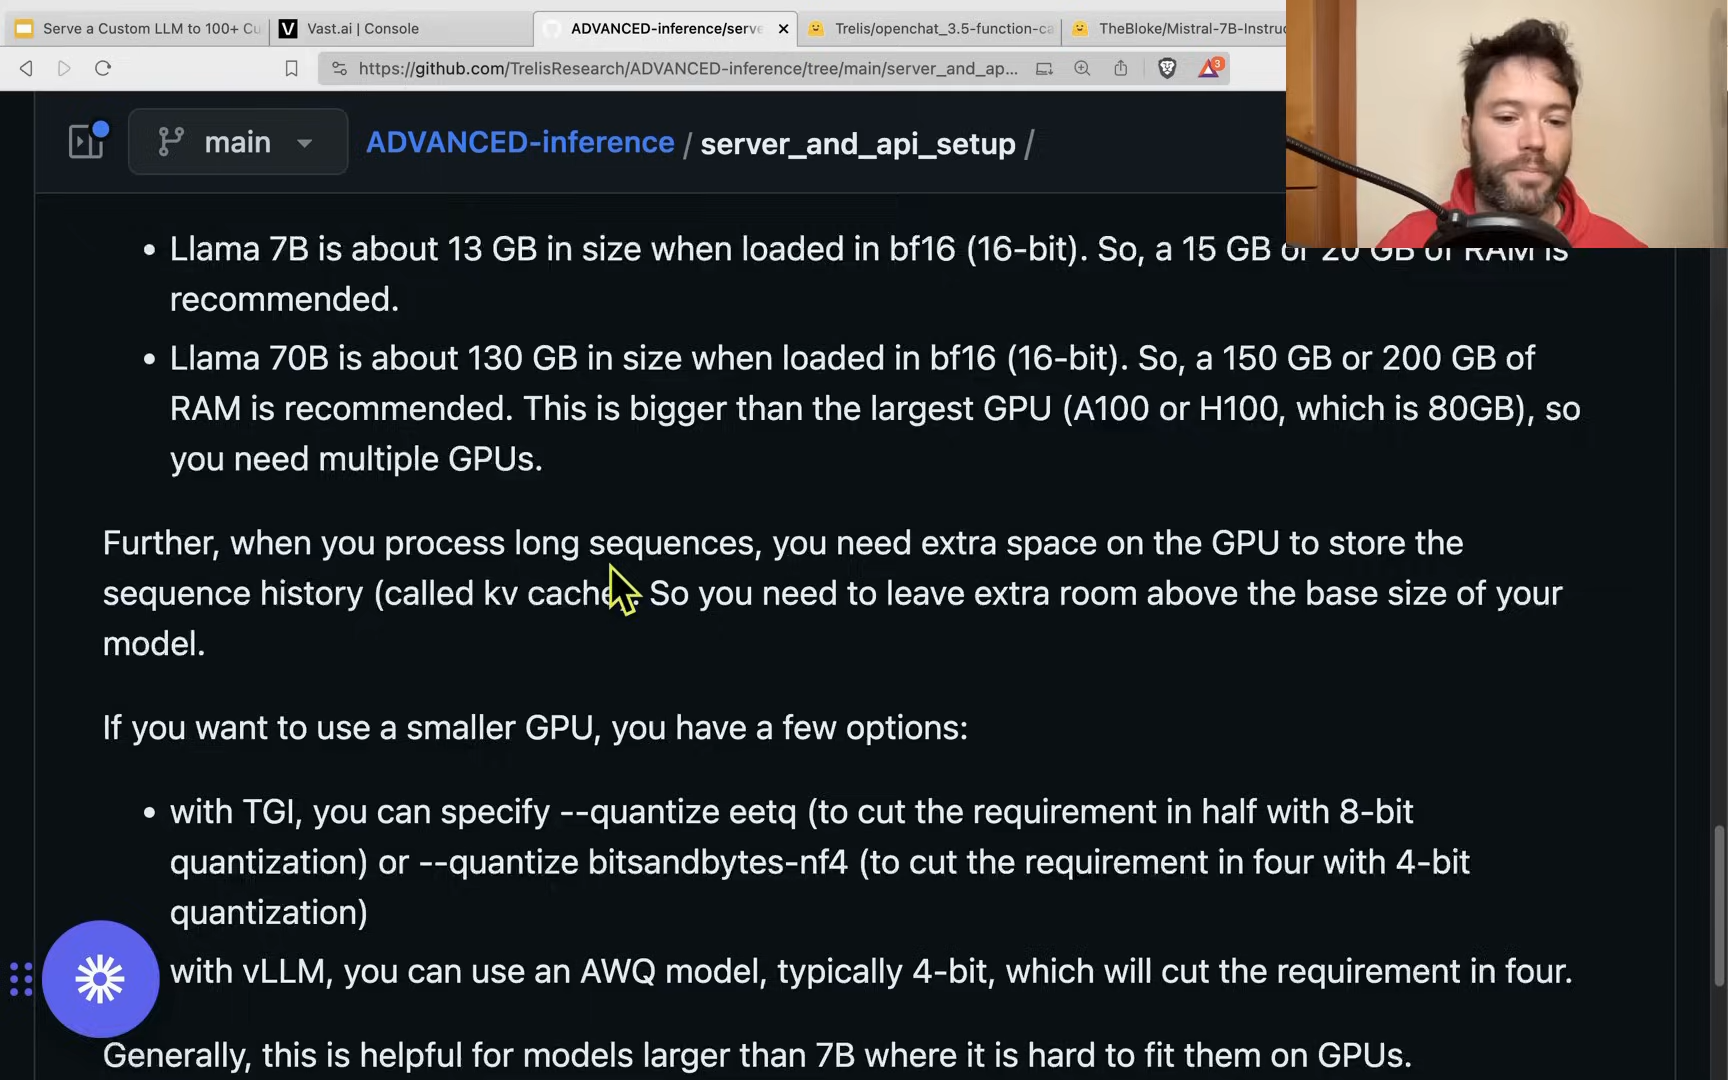 Serve a Custom LLM to 100+ Cu
Vast.ai | Console
ADVANCED-inference/serve
Trelis/openchat_3.5-function-ca
TheBloke/Mistral-7B-Instruc
https://github.com/TrelisResearch/ADVANCED-inference/tree/main/server_and_ap...
3
main
ADVANCED-inference / server_and_api_setup /
• Llama 7B is about 13 GB in size when loaded in bf16 (16-bit). So, a 15 GB or 20 GB of RAM is
recommended.
• Llama 70B is about 130 GB in size when loaded in bf16 (16-bit). So, a 150 GB or 200 GB of
RAM is recommended. This is bigger than the largest GPU (A100 or H100, which is 80GB), so
you need multiple GPUs.
Further, when you process long sequences, you need extra space on the GPU to store the
sequence history (called kv cache). So you need to leave extra room above the base size of your
model.
If you want to use a smaller GPU, you have a few options:
• with TGI, you can specify --quantize eetq (to cut the requirement in half with 8-bit
quantization) or --quantize bitsandbytes-nf4 (to cut the requirement in four with 4-bit
quantization)
with vLLM, you can use an AWQ model, typically 4-bit, which will cut the requirement in four.
Generally, this is helpful for models larger than 7B where it is hard to fit them on GPUs.